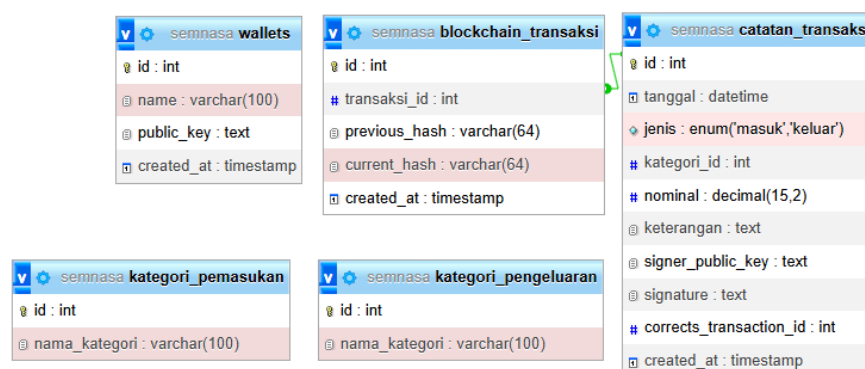 semnasa wallets
id : int
name : varchar(100)
public_key : text
created_at : timestamp
semnasa blockchain_transaksi
id : int
transaksi_id : int
previous_hash : varchar(64)
current_hash : varchar(64)
created_at : timestamp
semnasa catatan_transaks
id : int
tanggal : datetime
jenis : enum('masuk','keluar')
kategori_id : int
nominal : decimal(15,2)
keterangan : text
signer_public_key : text
signature : text
corrects_transaction_id : int
created_at : timestamp
semnasa kategori_pemasukan
id : int
nama_kategori : varchar(100)
semnasa kategori_pengeluaran
id : int
nama_kategori : varchar(100)